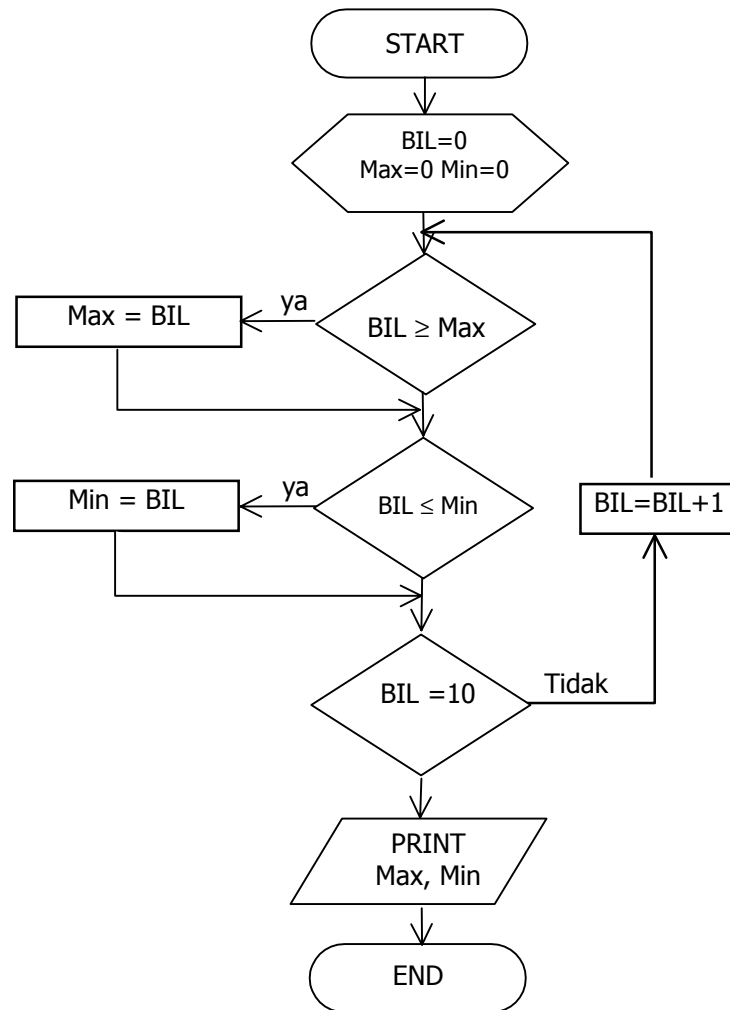 START
BIL=0
Max=0 Min=0
BIL ≥ Max
ya
Max = BIL
BIL ≤ Min
ya
Min = BIL
BIL=BIL+1
BIL =10
Tidak
PRINT
Max, Min
END